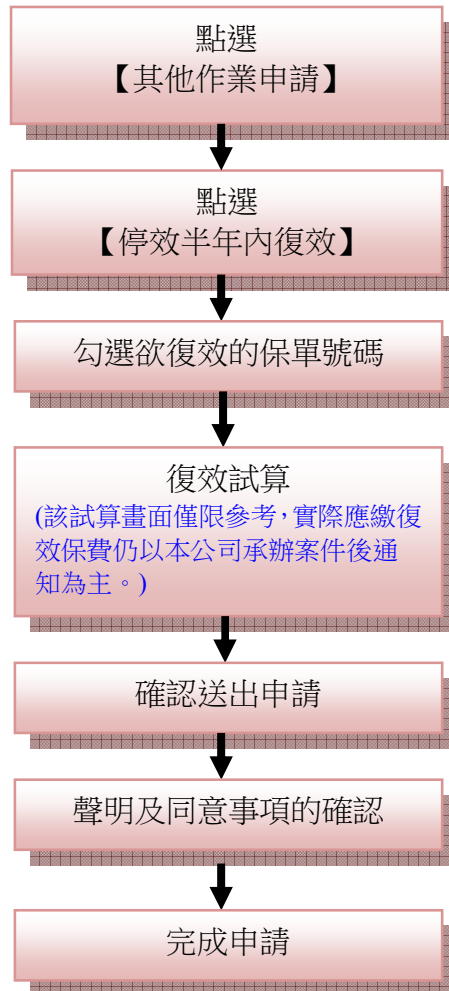 點選
【其他作業申請】
點選
【停效半年內復效】
勾選欲復效的保單號碼
復效試算
(該試算畫面僅限參考,實際應繳復
效保費仍以本公司承辦案件後通
知為主。)
確認送出申請
聲明及同意事項的確認
完成申請